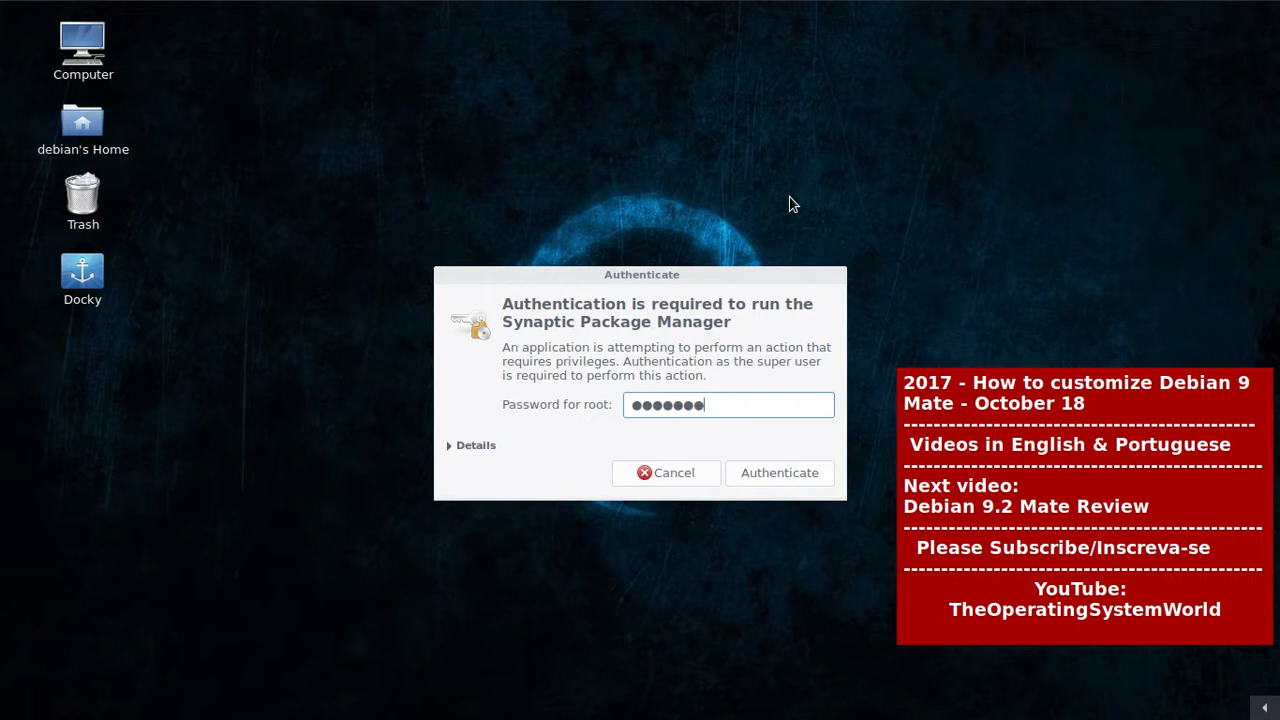 Computer
debian's Home
Trash
Docky
Authenticate
Authentication is required to run the
Synaptic Package Manager
An application is attempting to perform an action that
requires privileges. Authentication as the super user
is required to perform this action.
Password for root: ●●●●●●●
Details
Cancel
Authenticate
2017 - How to customize Debian 9
Mate - October 18
-----------------------------------------------
Videos in English & Portuguese
------------------------------------------------
Next video:
Debian 9.2 Mate Review
------------------------------------------------
Please Subscribe/Inscreva-se
------------------------------------------------
YouTube:
TheOperatingSystemWorld